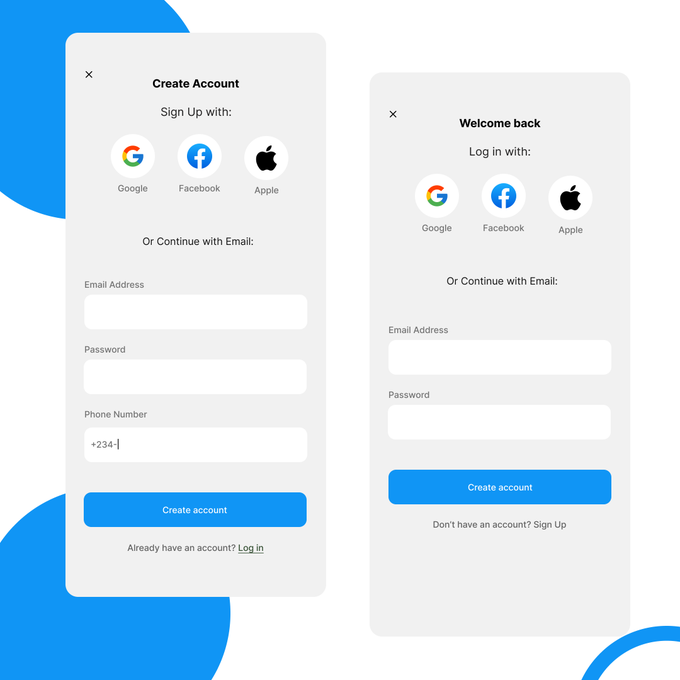 Create Account
Sign Up with:
Google Facebook Apple
Or Continue with Email:
Email Address
Password
Phone Number
+234-
Create account
Already have an account? Log in
Welcome back
Log in with:
Google Facebook Apple
Or Continue with Email:
Email Address
Password
Create account
Don't have an account? Sign Up